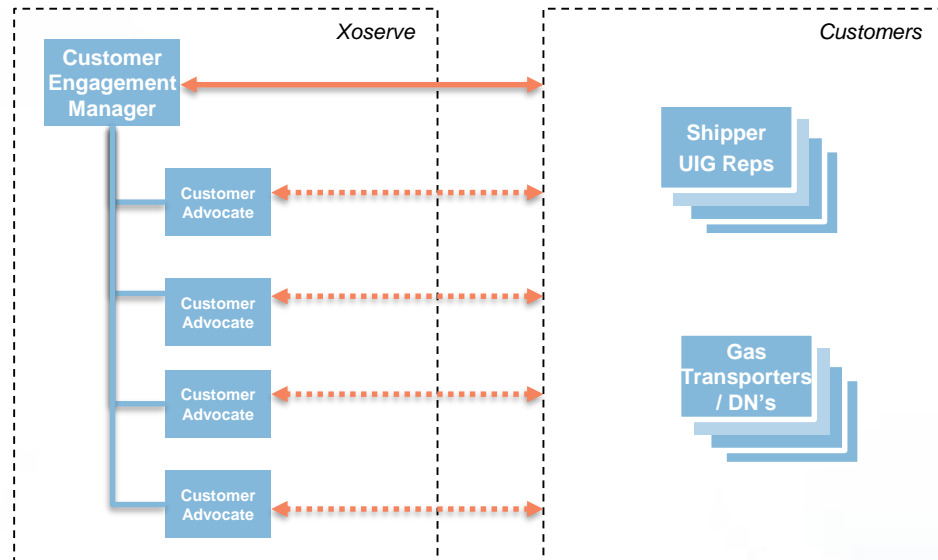 Xoserve
Customers
Customer
Engagement
Manager
Shipper
UIG Reps
Customer
Advocate
Customer
Advocate
Gas
Transporters
/ DN's
Customer
Advocate
Customer
Advocate